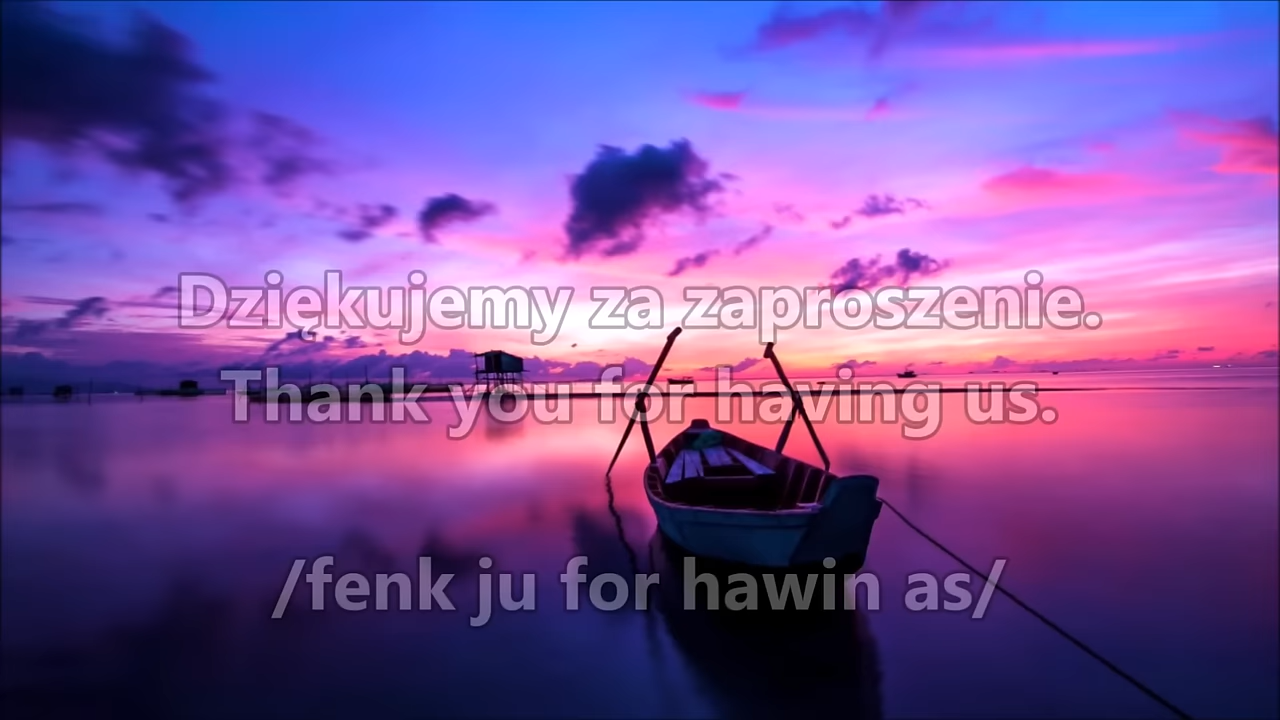 Dziekujemy za zaproszenie.
Thank you for having us.
/fenk ju for hawin as/